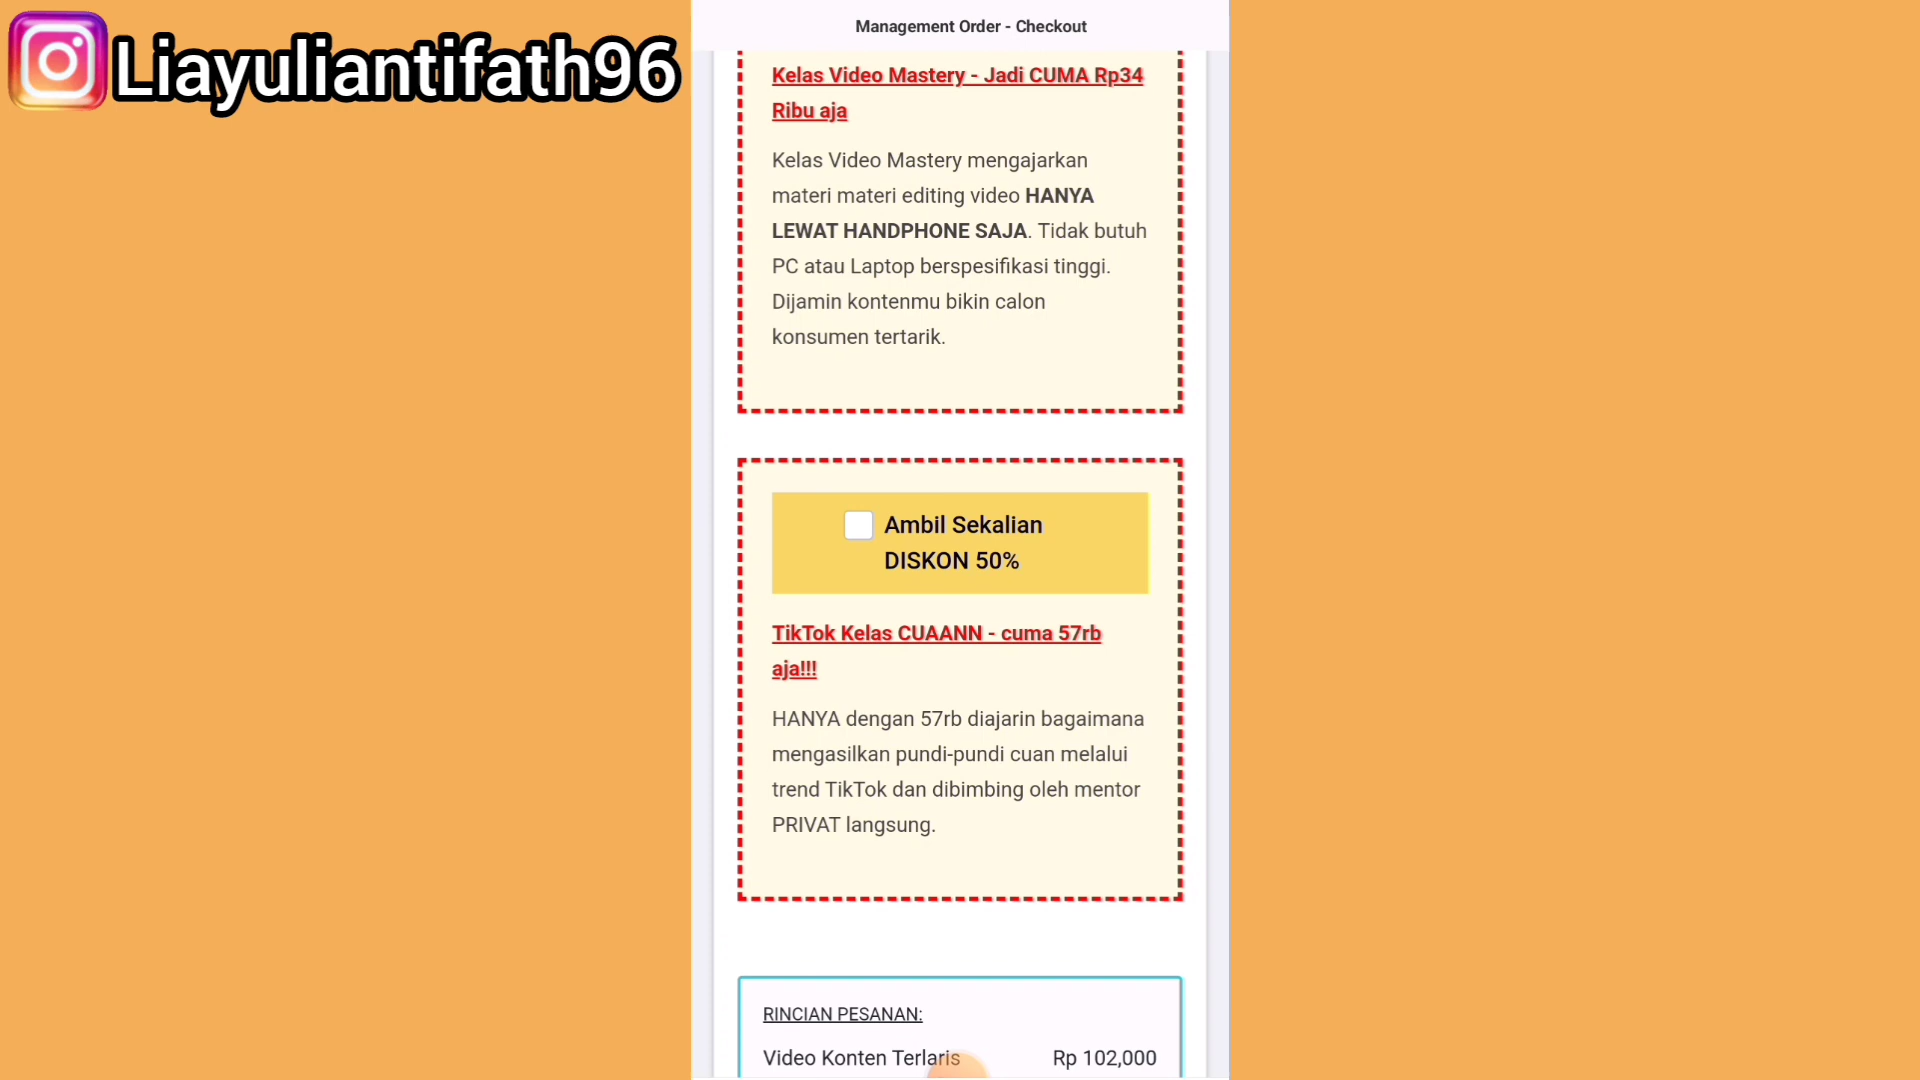 Liayuliantifath96
Management Order - Checkout
Kelas Video Mastery - Jadi CUMA Rp34
Ribu aja
Kelas Video Mastery mengajarkan
materi materi editing video HANYA
LEWAT HANDPHONE SAJA. Tidak butuh
PC atau Laptop berspesifikasi tinggi.
Dijamin kontenmu bikin calon
konsumen tertarik.
Ambil Sekalian
DISKON 50%
TikTok Kelas CUAANN - cuma 57rb
aja!!!
HANYA dengan 57rb diajarin bagaimana
mengasilkan pundi-pundi cuan melalui
trend TikTok dan dibimbing oleh mentor
PRIVAT langsung.
RINCIAN PESANAN:
Video Konten Terlaris Rp 102,000